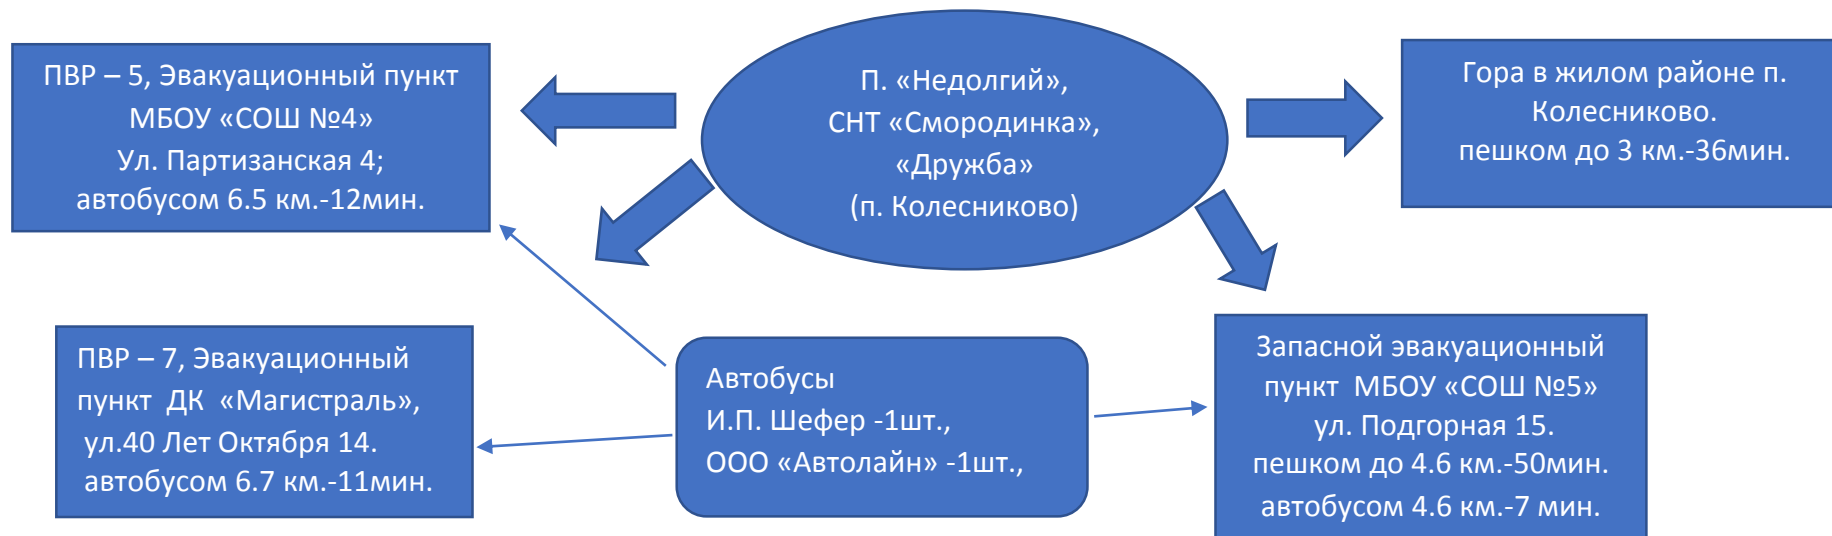 ПВР – 5, Эвакуационный пункт
МБОУ «СОШ №4»
Ул. Партизанская 4;
автобусом 6.5 км.-12мин.
П. «Недолгий»,
СНТ «Смородинка»,
«Дружба»
(п. Колесниково)
Гора в жилом районе п.
Колесниково.
пешком до 3 км.-36мин.
ПВР – 7, Эвакуационный
пункт ДК «Магистраль»,
ул.40 Лет Октября 14.
автобусом 6.7 км.-11мин.
Автобусы
И.П. Шефер -1шт.,
ООО «Автолайн» -1шт.,
Запасной эвакуационный
пункт МБОУ «СОШ №5»
ул. Подгорная 15.
пешком до 4.6 км.-50мин.
автобусом 4.6 км.-7 мин.